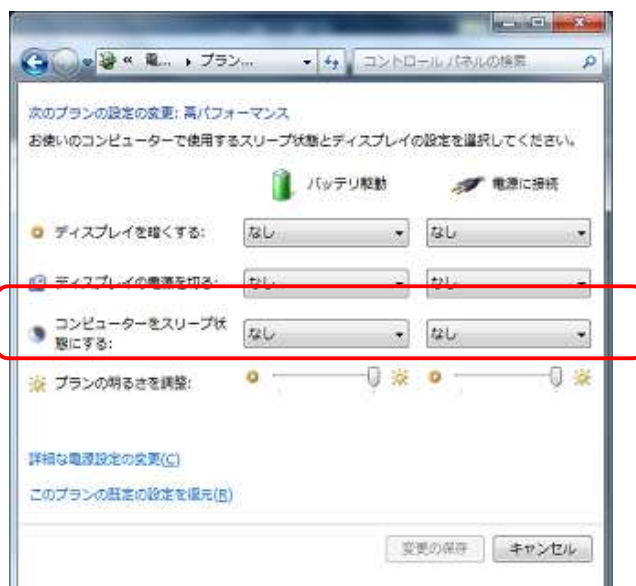 « 電... ▸ プラン...
コントロール パネルの検索
次のプランの設定の変更: 高パフォーマンス
お使いのコンピューターで使用するスリープ状態とディスプレイの設定を選択してください。
バッテリ駆動 電源に接続
ディスプレイを暗くする: なし なし
ディスプレイの電源を切る: なし なし
コンピューターをスリープ状
態にする: なし なし
プランの明るさを調整:
詳細な電源設定の変更(C)
このプランの既定の設定を復元(R)
変更の保存 キャンセル